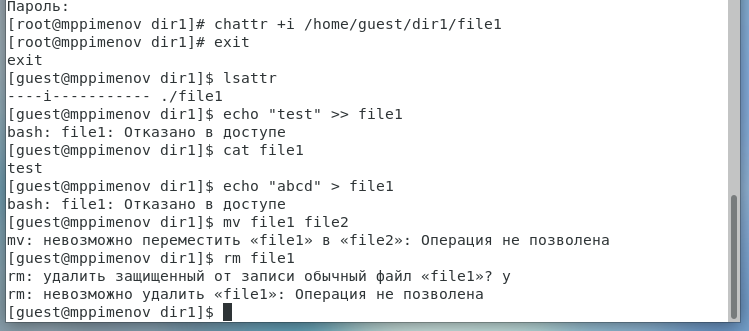 Пароль:
[root@mppimenov dir1]# chattr +i /home/guest/dir1/file1
[root@mppimenov dir1]# exit
exit
[guest@mppimenov dir1]$ lsattr
----i----------- ./file1
[guest@mppimenov dir1]$ echo "test" >> file1
bash: file1: Отказано в доступе
[guest@mppimenov dir1]$ cat file1
test
[guest@mppimenov dir1]$ echo "abcd" > file1
bash: file1: Отказано в доступе
[guest@mppimenov dir1]$ mv file1 file2
mv: невозможно переместить «file1» в «file2»: Операция не позволена
[guest@mppimenov dir1]$ rm file1
rm: удалить защищенный от записи обычный файл «file1»? y
rm: невозможно удалить «file1»: Операция не позволена
[guest@mppimenov dir1]$